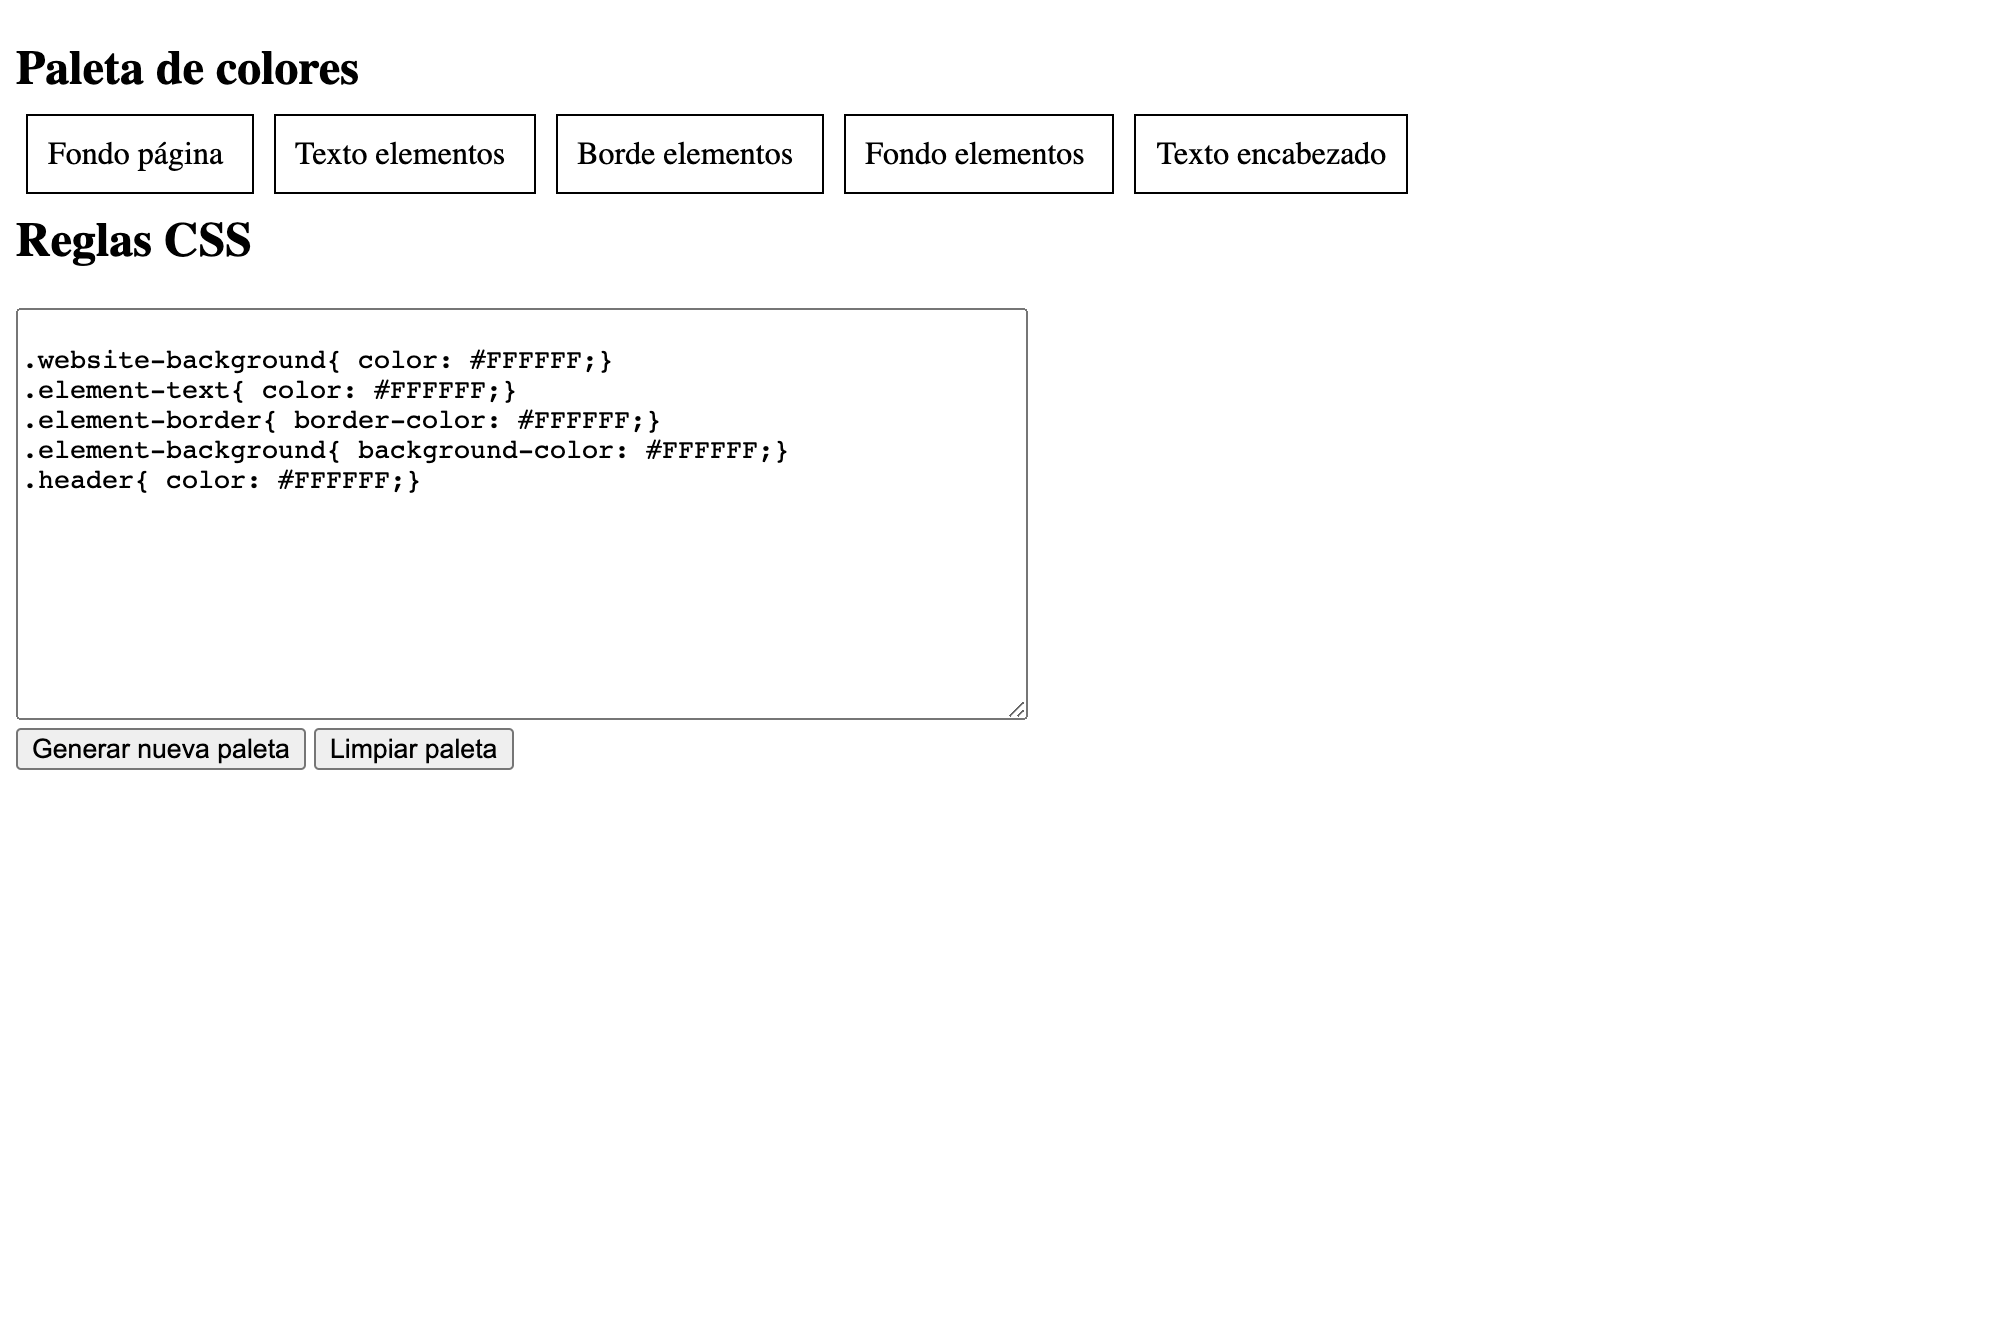 Paleta de colores
Fondo página Texto elementos Borde elementos Fondo elementos Texto encabezado
Reglas CSS
.website-background{ color: #FFFFFF;}
.element-text{ color: #FFFFFF;}
.element-border{ border-color: #FFFFFF;}
.element-background{ background-color: #FFFFFF;}
.header{ color: #FFFFFF;}
Generar nueva paleta Limpiar paleta